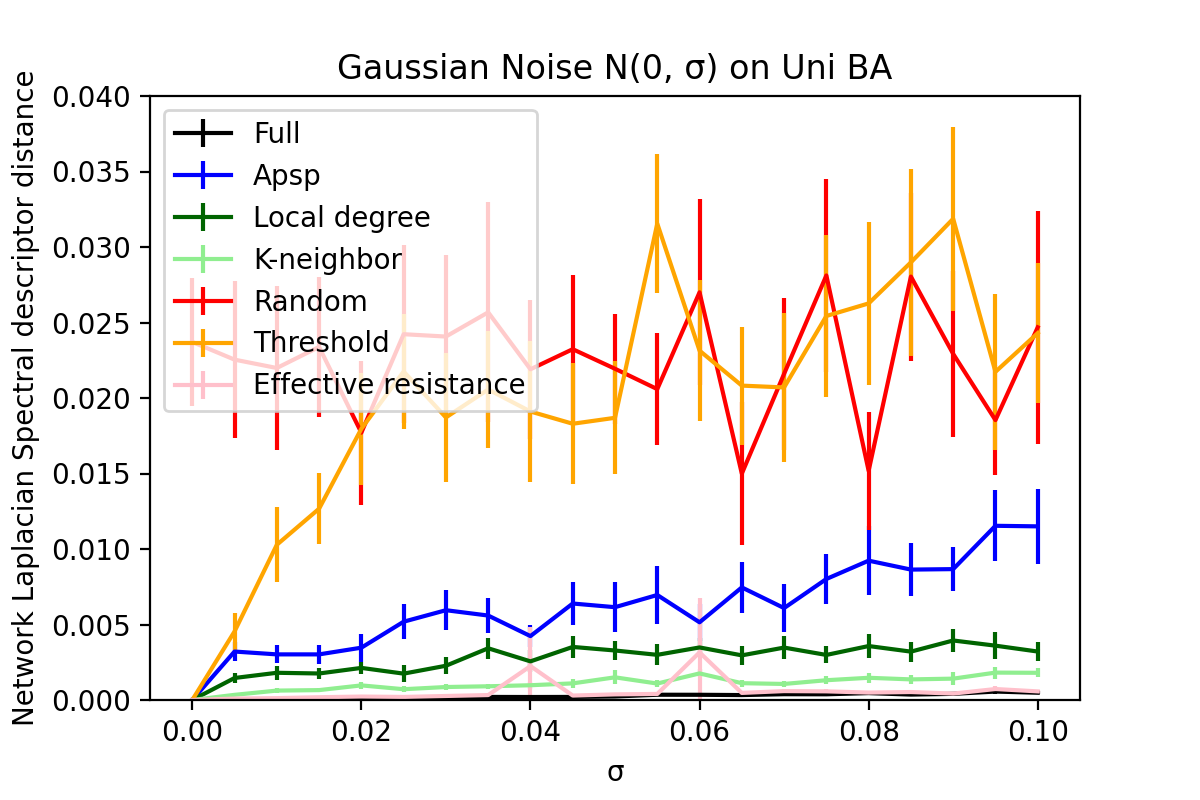 Gaussian Noise N(0, σ) on Uni BA
Network Laplacian Spectral descriptor distance
0.040
0.035
0.030
0.025
0.020
0.015
0.010
0.005
0.000
Full
Apsp
Local degree
K-neighbor
Random
Threshold
Effective resistance
0.00 0.02 0.04 0.06 0.08 0.10
σ